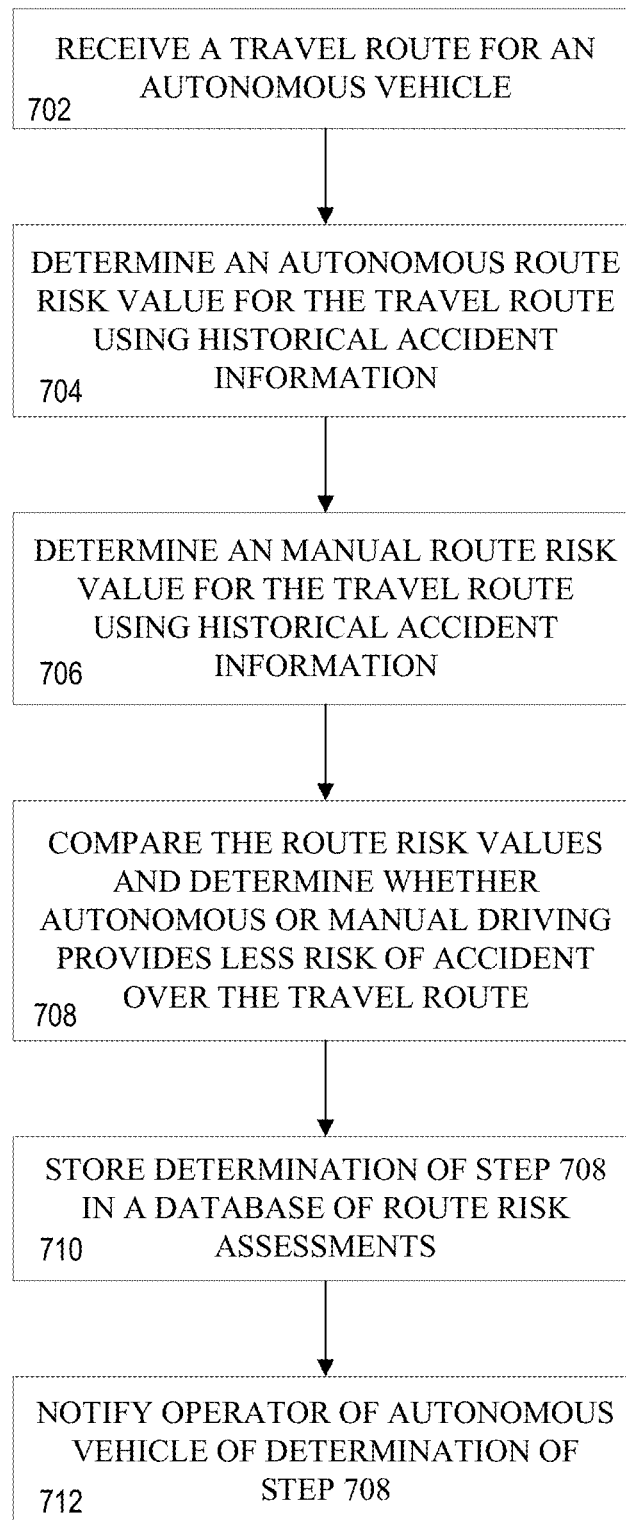 RECEIVE A TRAVEL ROUTE FOR AN
AUTONOMOUS VEHICLE
702
DETERMINE AN AUTONOMOUS ROUTE
RISK VALUE FOR THE TRAVEL ROUTE
USING HISTORICAL ACCIDENT
INFORMATION
704
DETERMINE AN MANUAL ROUTE RISK
VALUE FOR THE TRAVEL ROUTE
USING HISTORICAL ACCIDENT
INFORMATION
706
COMPARE THE ROUTE RISK VALUES
AND DETERMINE WHETHER
AUTONOMOUS OR MANUAL DRIVING
PROVIDES LESS RISK OF ACCIDENT
OVER THE TRAVEL ROUTE
708
STORE DETERMINATION OF STEP 708
IN A DATABASE OF ROUTE RISK
ASSESSMENTS
710
NOTIFY OPERATOR OF AUTONOMOUS
VEHICLE OF DETERMINATION OF
STEP 708
712